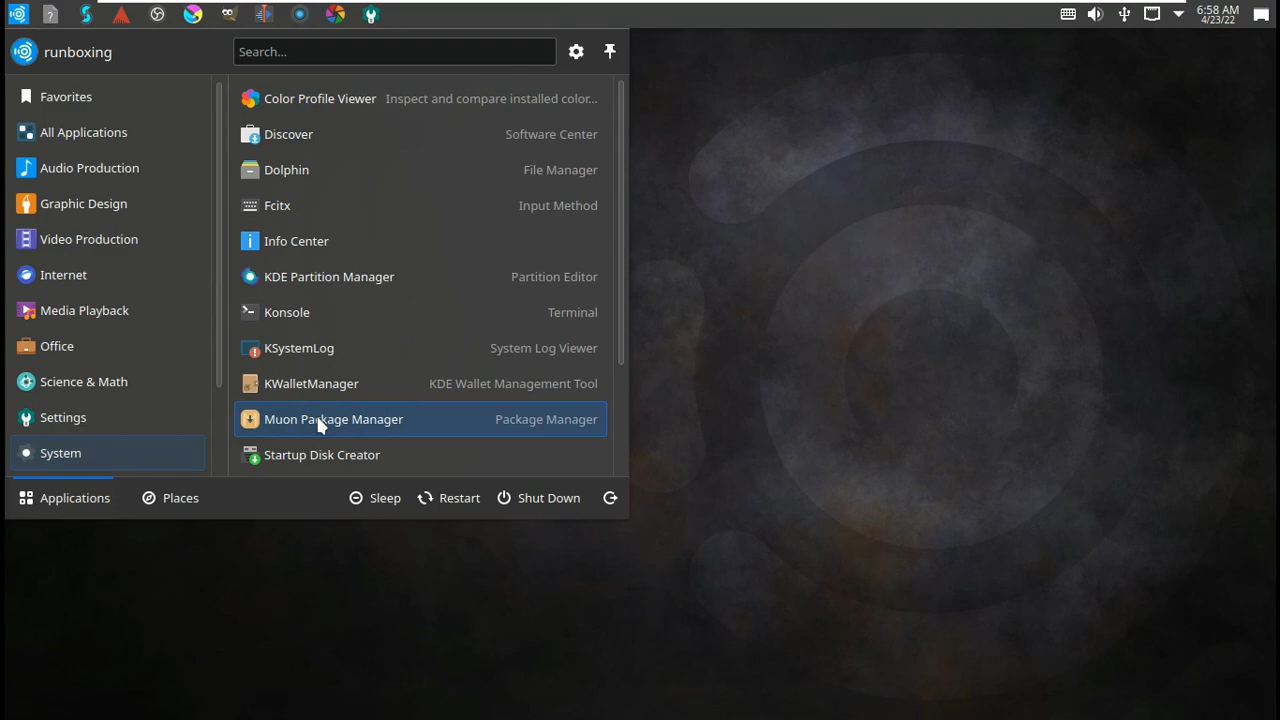 6:58 AM
4/23/22
runboxing
Search...
Favorites
All Applications
Audio Production
Graphic Design
Video Production
Internet
Media Playback
Office
Science & Math
Settings
System
Color Profile Viewer Inspect and compare installed color...
Discover Software Center
Dolphin File Manager
Fcitx Input Method
Info Center
KDE Partition Manager Partition Editor
Konsole Terminal
KSystemLog System Log Viewer
KWalletManager KDE Wallet Management Tool
Muon Package Manager Package Manager
Startup Disk Creator
Applications Places Sleep Restart Shut Down